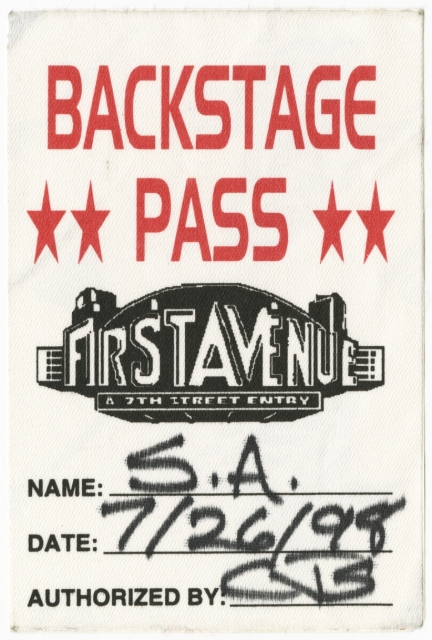 BACKSTAGE
★★ PASS ★★
FIRST AVENUE
& 7TH STREET ENTRY
NAME: S.A.
DATE: 7/26/98
AUTHORIZED BY: